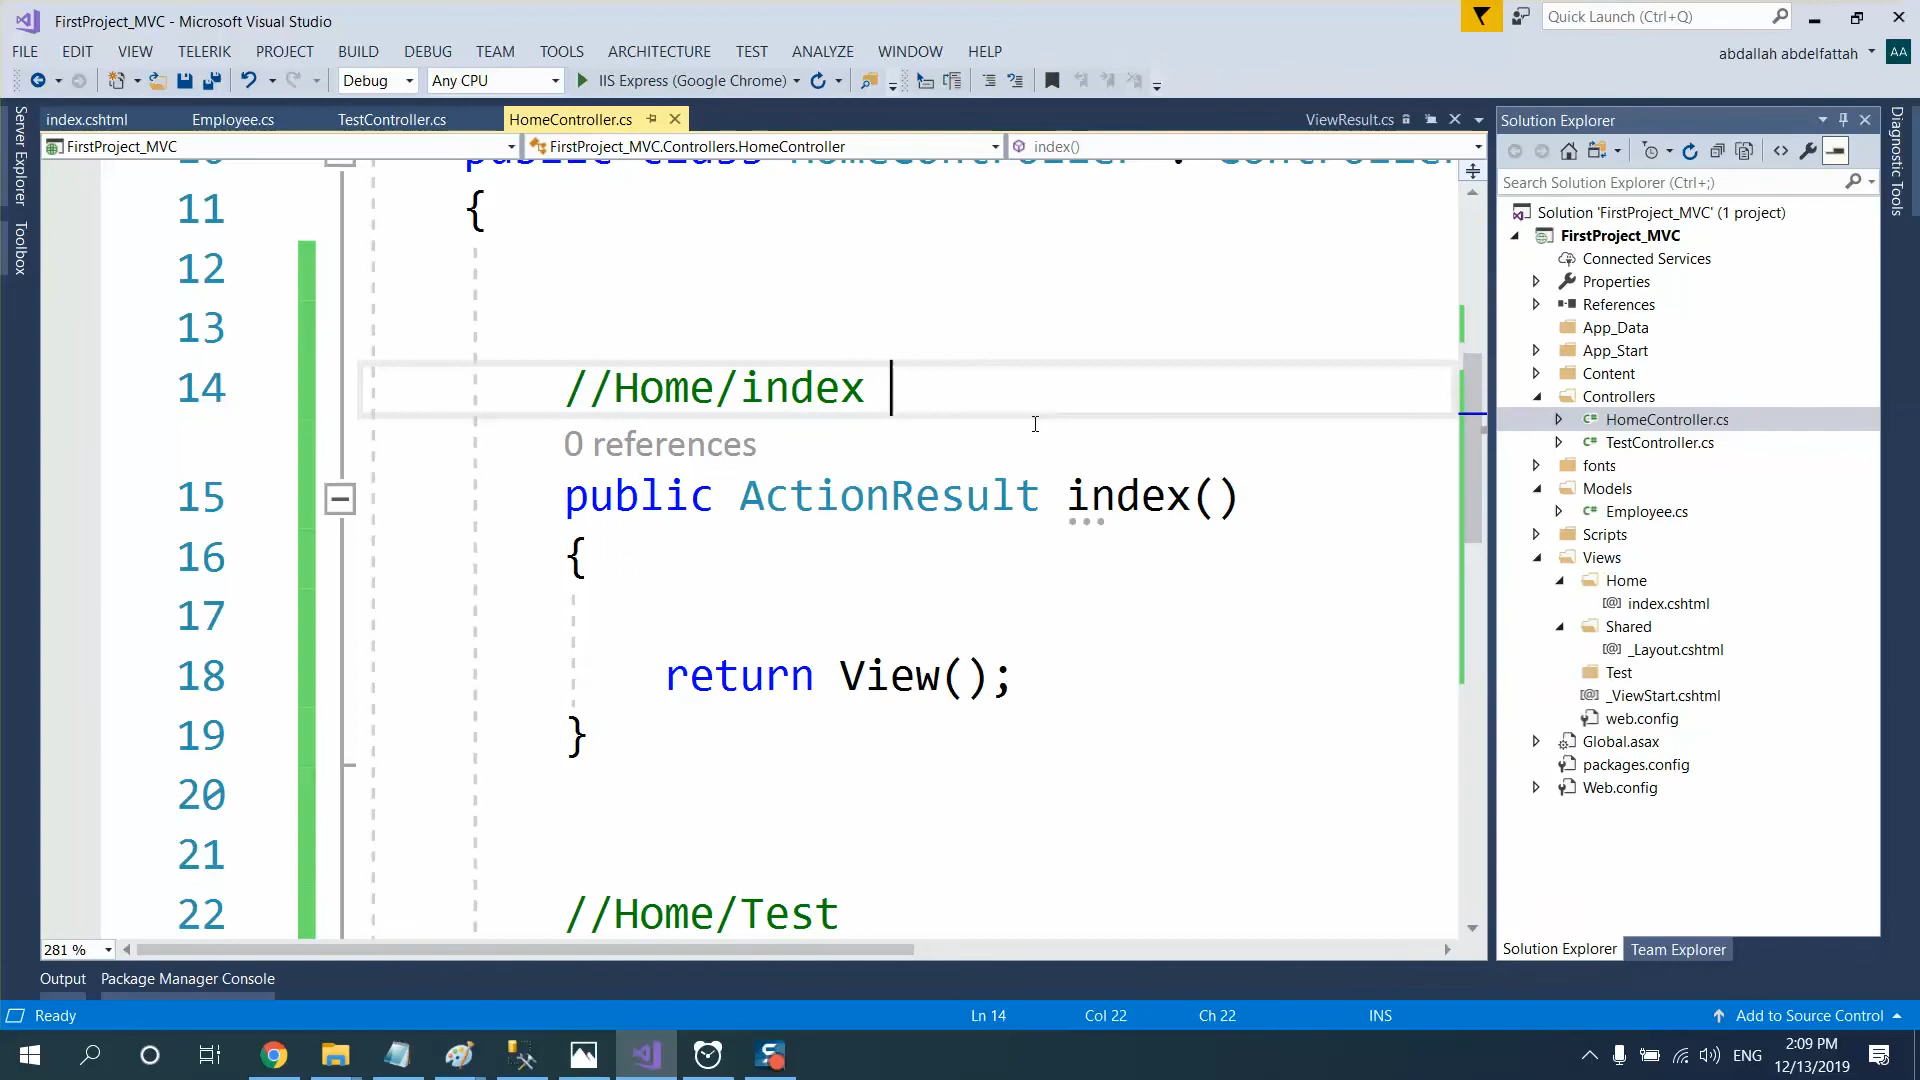 FirstProject_MVC - Microsoft Visual Studio
Quick Launch (Ctrl+Q)
FILE EDIT VIEW TELERIK PROJECT BUILD DEBUG TEAM TOOLS ARCHITECTURE TEST ANALYZE WINDOW HELP
abdallah abdelfattah AA
Debug Any CPU IIS Express (Google Chrome)
index.cshtml Employee.cs TestController.cs HomeController.cs ViewResult.cs
FirstProject_MVC FirstProject_MVC.Controllers.HomeController index()
public class HomeController : Controller
11 {
12
13
14 //Home/index
0 references
15 public ActionResult index()
16 {
17
18 return View();
19 }
20
21
22 //Home/Test
281 %
Server Explorer
Toolbox
Solution Explorer
Search Solution Explorer (Ctrl+;)
Solution 'FirstProject_MVC' (1 project)
FirstProject_MVC
Connected Services
Properties
References
App_Data
App_Start
Content
Controllers
C# HomeController.cs
C# TestController.cs
fonts
Models
C# Employee.cs
Scripts
Views
Home
[@] index.cshtml
Shared
[@] _Layout.cshtml
Test
[@] _ViewStart.cshtml
web.config
Global.asax
packages.config
Web.config
Solution Explorer Team Explorer
Diagnostic Tools
Output Package Manager Console
Ready Ln 14 Col 22 Ch 22 INS Add to Source Control
ENG 2:09 PM
12/13/2019